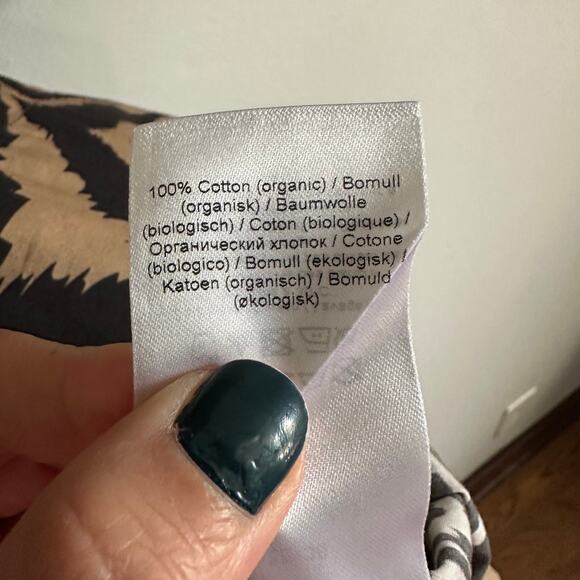 100% Cotton (organic) / Bomull
(organisk) / Baumwolle
(biologisch) / Coton (biologique) /
Органический хлопок / Cotone
(biologico) / Bomull (ekologisk) /
Katoen (organisch) / Bomuld
(økologisk)